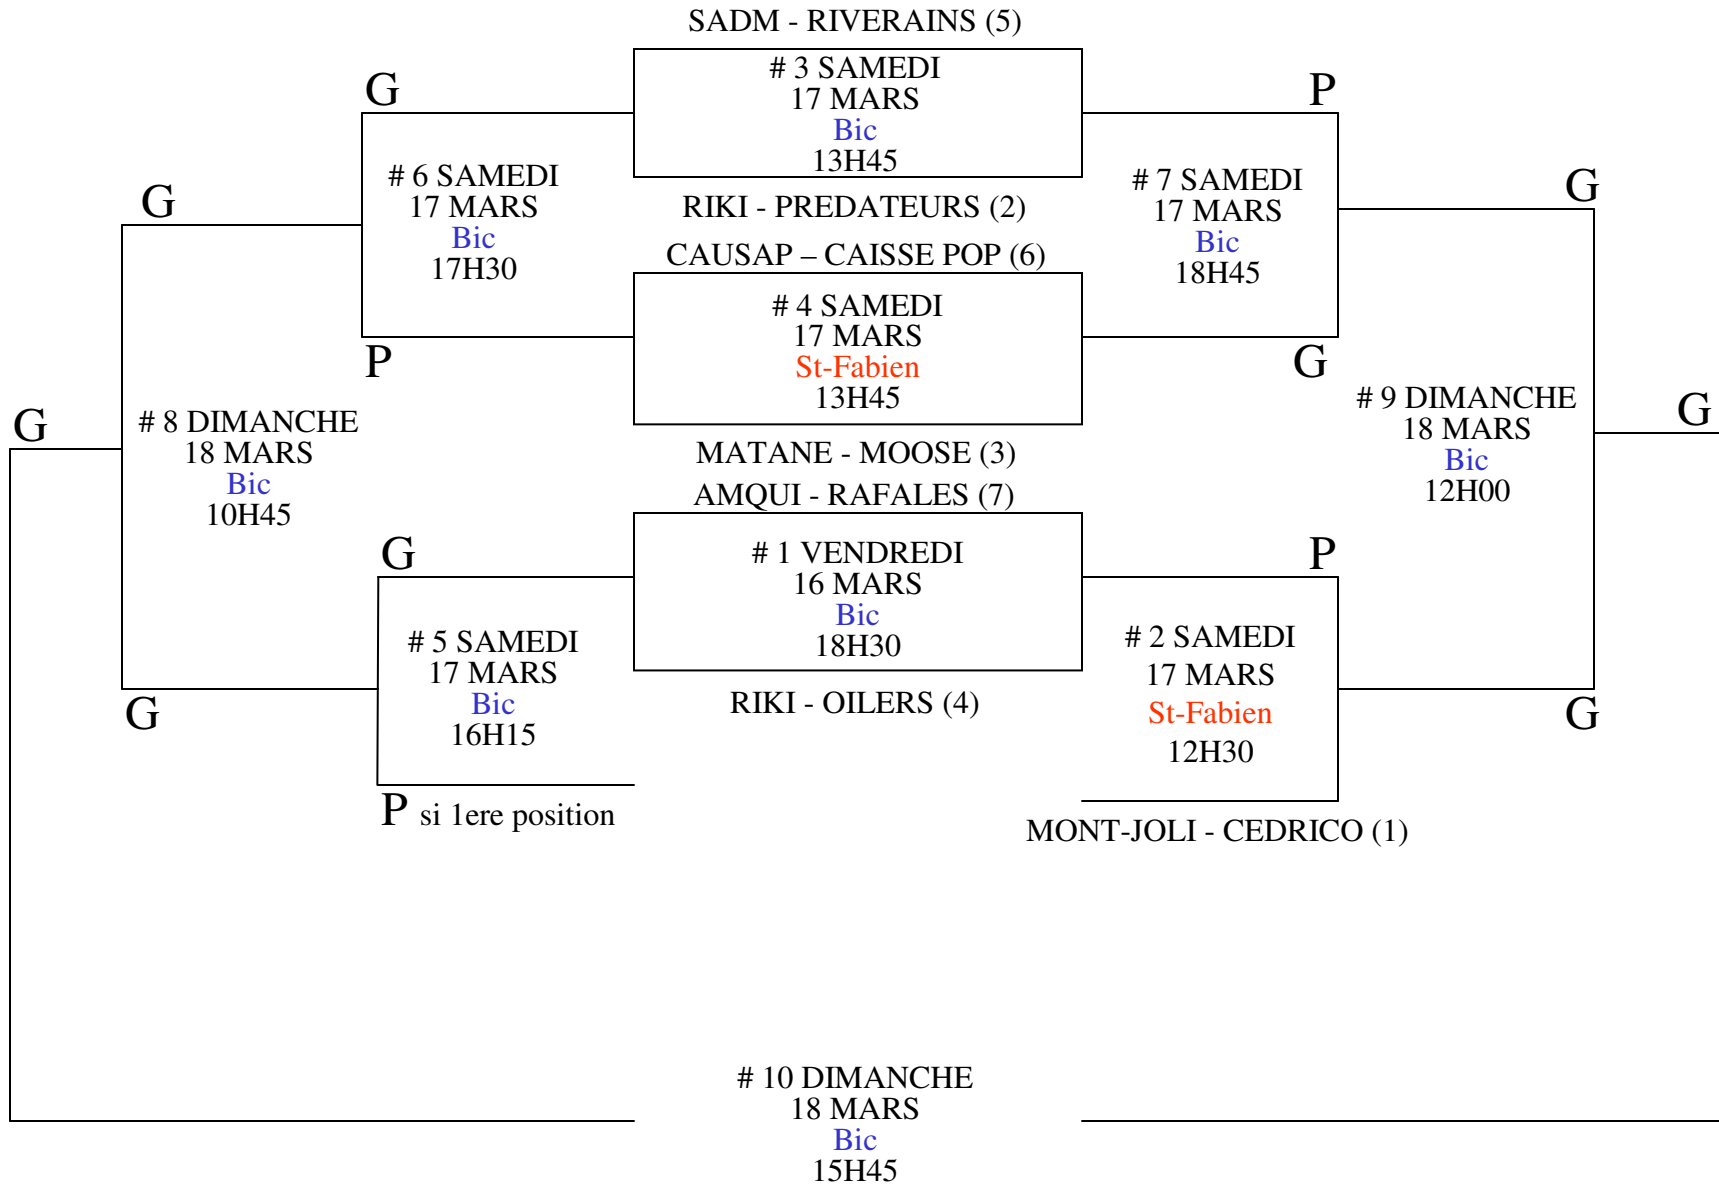 SADM - RIVERAINS (5)
# 3 SAMEDI
17 MARS
Bic
13H45
G
P
# 6 SAMEDI
17 MARS
Bic
17H30
# 7 SAMEDI
17 MARS
Bic
18H45
G
G
RIKI - PREDATEURS (2)
CAUSAP – CAISSE POP (6)
# 4 SAMEDI
17 MARS
St-Fabien
13H45
P
G
G
# 8 DIMANCHE
18 MARS
Bic
10H45
# 9 DIMANCHE
18 MARS
Bic
12H00
G
MATANE - MOOSE (3)
AMQUI - RAFALES (7)
G
# 1 VENDREDI
16 MARS
Bic
18H30
P
# 5 SAMEDI
17 MARS
Bic
16H15
# 2 SAMEDI
17 MARS
St-Fabien
12H30
G
RIKI - OILERS (4)
G
P si 1ere position
MONT-JOLI - CEDRICO (1)
# 10 DIMANCHE
18 MARS
Bic
15H45